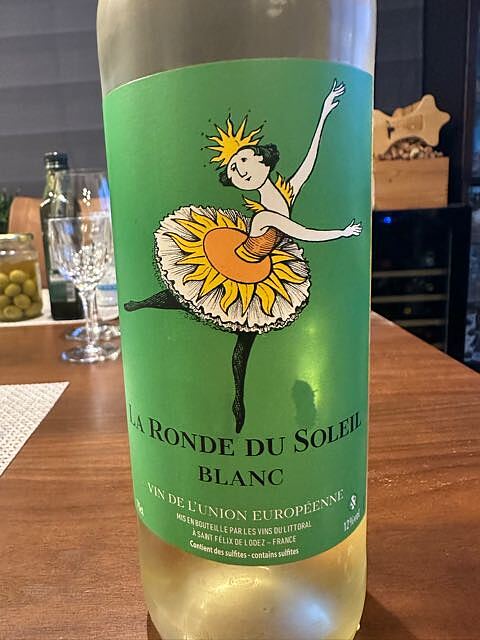 LA RONDE DU SOLEIL
BLANC
VIN DE L'UNION EUROPÉENNE
MIS EN BOUTEILLE PAR LES VINS DU LITTORAL
À SAINT FÉLIX DE LODEZ – FRANCE
Contient des sulfites - contains sulfites
12%